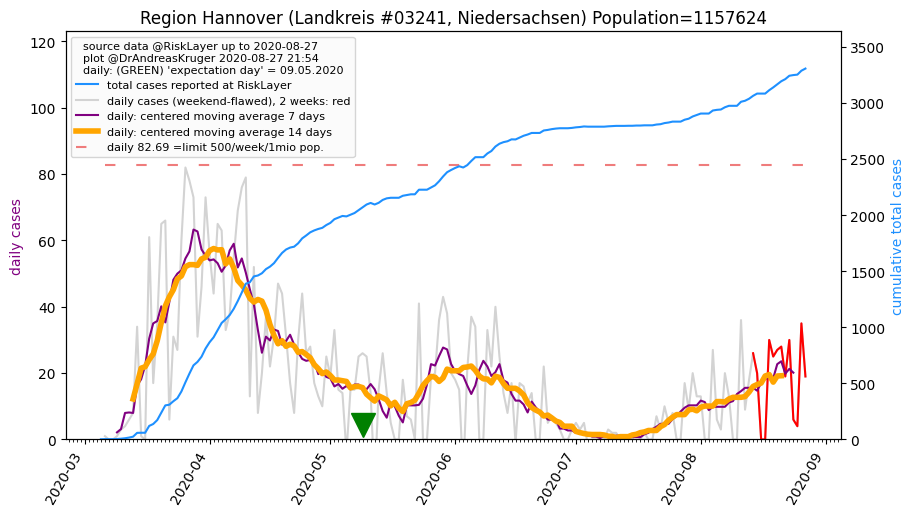 Region Hannover (Landkreis #03241, Niedersachsen) Population=1157624
source data @RiskLayer up to 2020-08-27
plot @DrAndreasKruger 2020-08-27 21:54
daily: (GREEN) 'expectation day' = 09.05.2020
total cases reported at RiskLayer
daily cases (weekend-flawed), 2 weeks: red
daily: centered moving average 7 days
daily: centered moving average 14 days
daily 82.69 =limit 500/week/1mio pop.
daily cases
120
100
80
60
40
20
0
cumulative total cases
3500
3000
2500
2000
1500
1000
500
0
2020-03
2020-04
2020-05
2020-06
2020-07
2020-08
2020-09